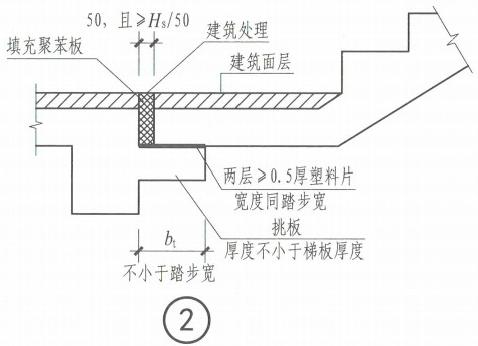 50, 且≥Hs/50
建筑处理
填充聚苯板
建筑面层
两层≥0.5厚塑料片
宽度同踏步宽
挑板
厚度不小于梯板厚度
bt
不小于踏步宽
2